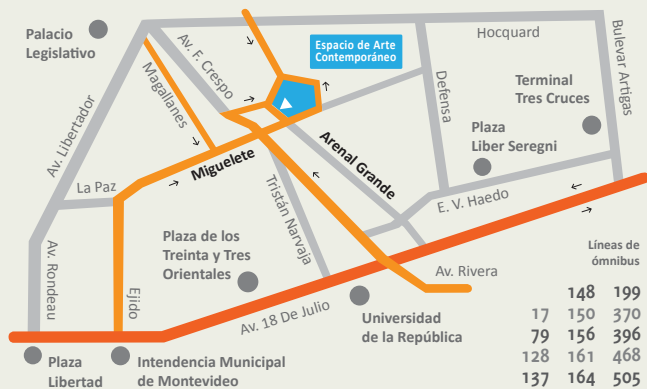 Palacio
Legislativo
Av. Libertador
Magallanes
Av. F. Crespo
Espacio de Arte
Contemporáneo
Hocquard
Bulevar Artigas
Defensa
Terminal
Tres Cruces
Plaza
Liber Seregni
La Paz
Miguelete
Arenal Grande
Tristán Narvaja
E. V. Haedo
Av. Rondeau
Ejido
Plaza de los
Treinta y Tres
Orientales
Av. Rivera
Av. 18 De Julio
Universidad
de la República
Plaza
Libertad
Intendencia Municipal
de Montevideo
Líneas de
ómnibus
148 199
17 150 370
79 156 396
128 161 468
137 164 505